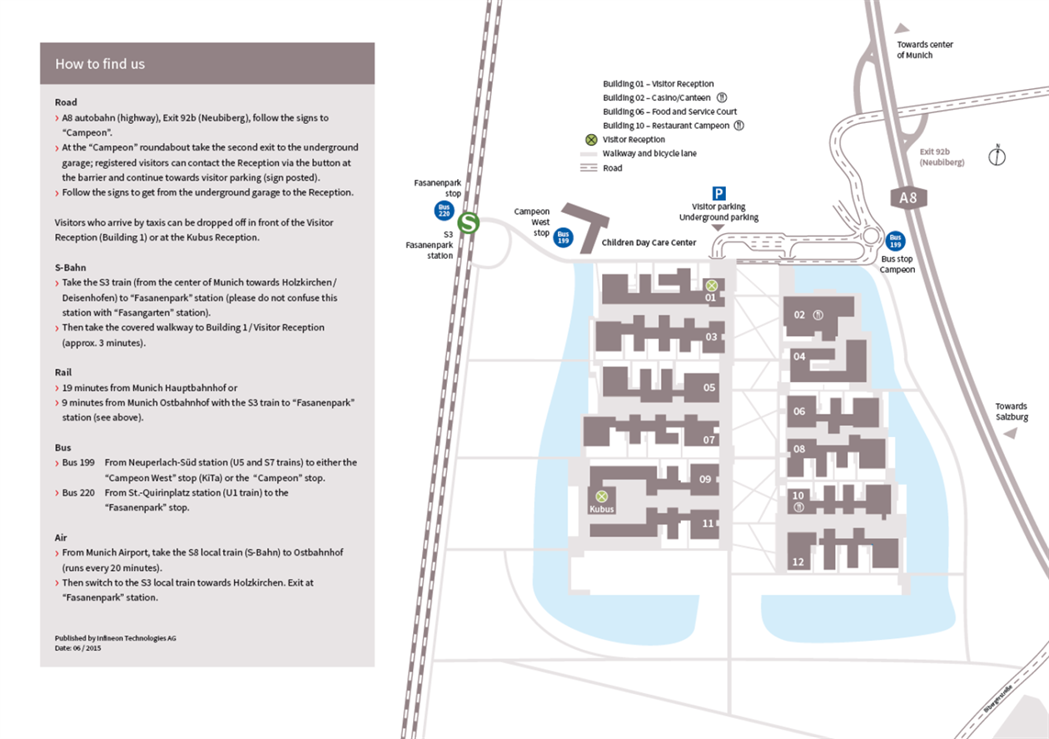 How to find us
Road
› A8 autobahn (highway), Exit 92b (Neubiberg), follow the signs to
"Campeon".
› At the "Campeon" roundabout take the second exit to the underground
garage; registered visitors can contact the Reception via the button at
the barrier and continue towards visitor parking (sign posted).
› Follow the signs to get from the underground garage to the Reception.
Visitors who arrive by taxis can be dropped off in front of the Visitor
Reception (Building 1) or at the Kubus Reception.
S-Bahn
› Take the S3 train (from the center of Munich towards Holzkirchen/
Deisenhofen) to "Fasanenpark" station (please do not confuse this
station with "Fasangarten" station).
› Then take the covered walkway to Building 1/Visitor Reception
(approx. 3 minutes).
Rail
› 19 minutes from Munich Hauptbahnhof or
› 9 minutes from Munich Ostbahnhof with the S3 train to "Fasanenpark"
station (see above).
Bus
› Bus 199 From Neuperlach-Süd station (U5 and S7 trains) to either the
"Campeon West" stop (KiTa) or the "Campeon" stop.
› Bus 220 From St.-Quirinplatz station (U1 train) to the
"Fasanenpark" stop.
Air
› From Munich Airport, take the S8 local train (S-Bahn) to Ostbahnhof
(runs every 20 minutes).
› Then switch to the S3 local train towards Holzkirchen. Exit at
"Fasanenpark" station.
Published by Infineon Technologies AG
Date: 06 / 2015
Towards center
of Munich
Building 01 – Visitor Reception
Building 02 – Casino/Canteen
Building 06 – Food and Service Court
Building 10 – Restaurant Campeon
Visitor Reception
Walkway and bicycle lane
Road
Exit 92b
(Neubiberg)
N
A8
Fasanenpark
stop
Bus
220
S
S3
Fasanenpark
station
Campeon
West
stop
Bus
199
Children Day Care Center
P
Visitor parking
Underground parking
Bus
199
Bus stop
Campeon
01
03
05
07
09
Kubus
11
02
04
06
08
10
12
Towards
Salzburg